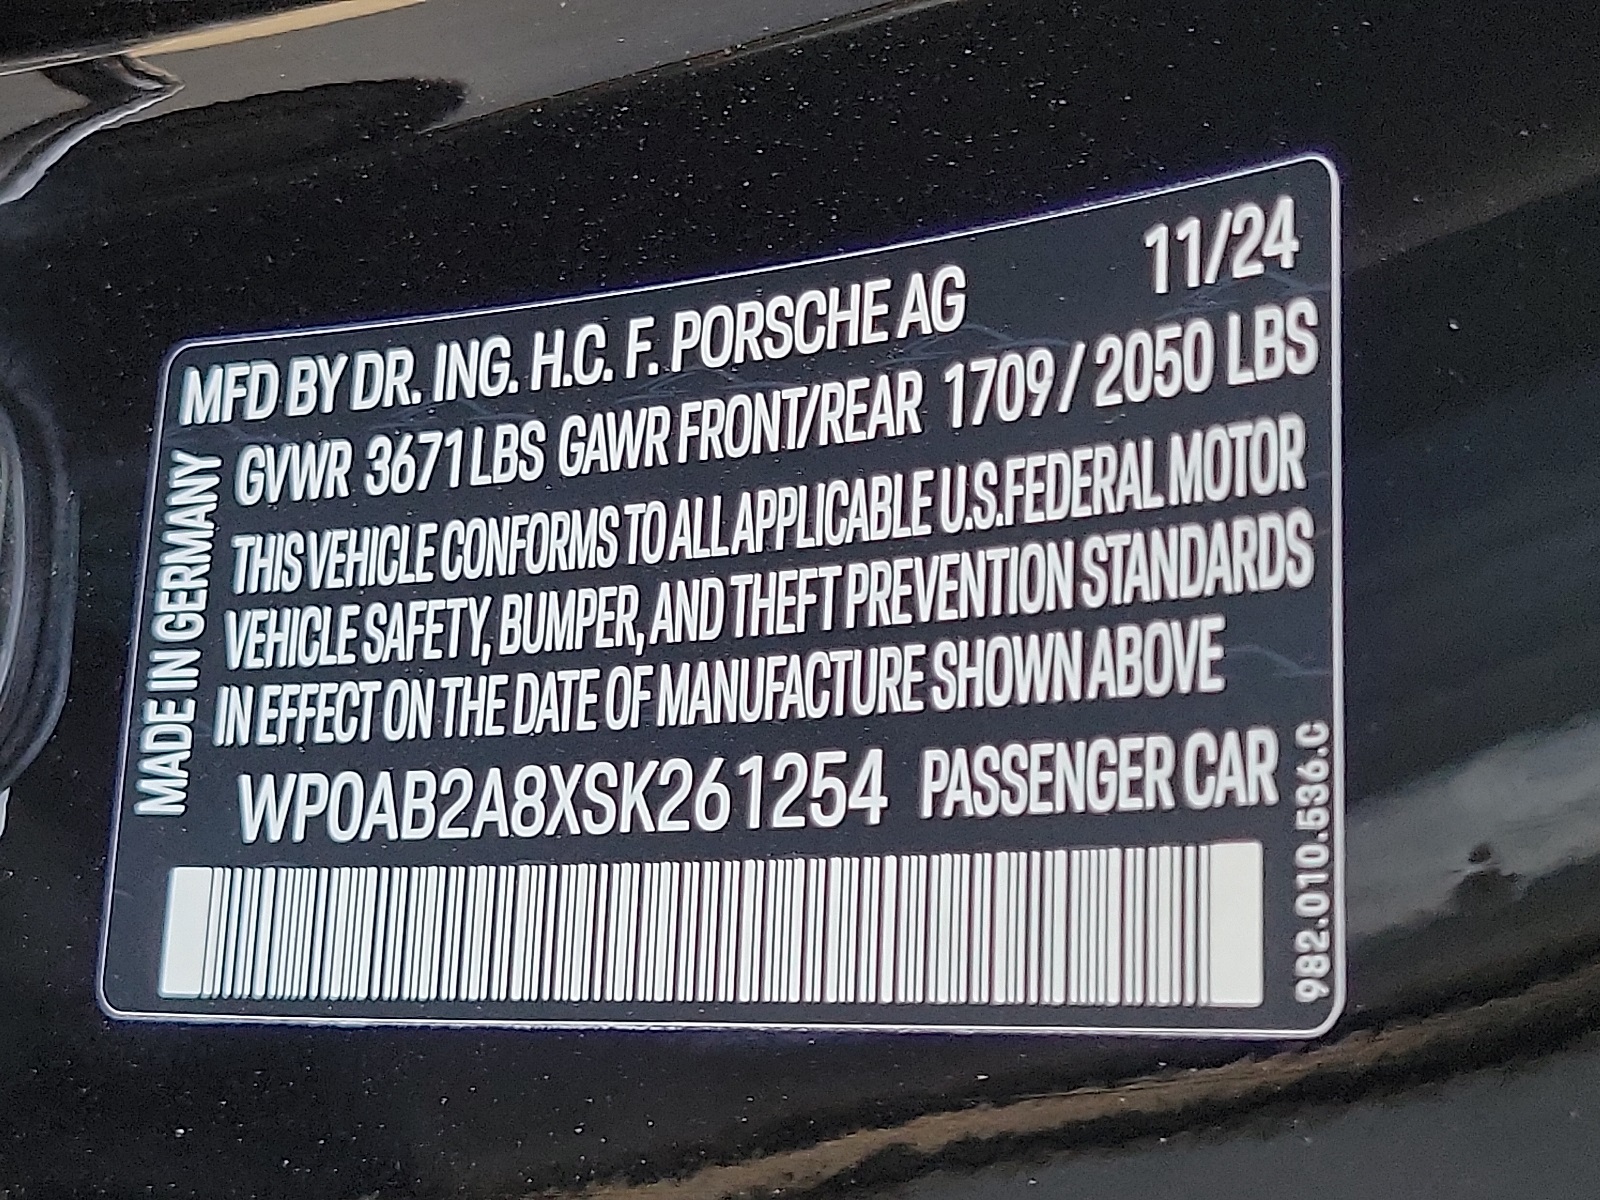 11/24
MFD BY DR. ING. H.C. F. PORSCHE AG
GVWR 3671 LBS GAWR FRONT/REAR 1709 / 2050 LBS
THIS VEHICLE CONFORMS TO ALL APPLICABLE U.S. FEDERAL MOTOR
VEHICLE SAFETY, BUMPER, AND THEFT PREVENTION STANDARDS
IN EFFECT ON THE DATE OF MANUFACTURE SHOWN ABOVE
WP0AB2A8XSK261254 PASSENGER CAR
MADE IN GERMANY
982.010.536.C